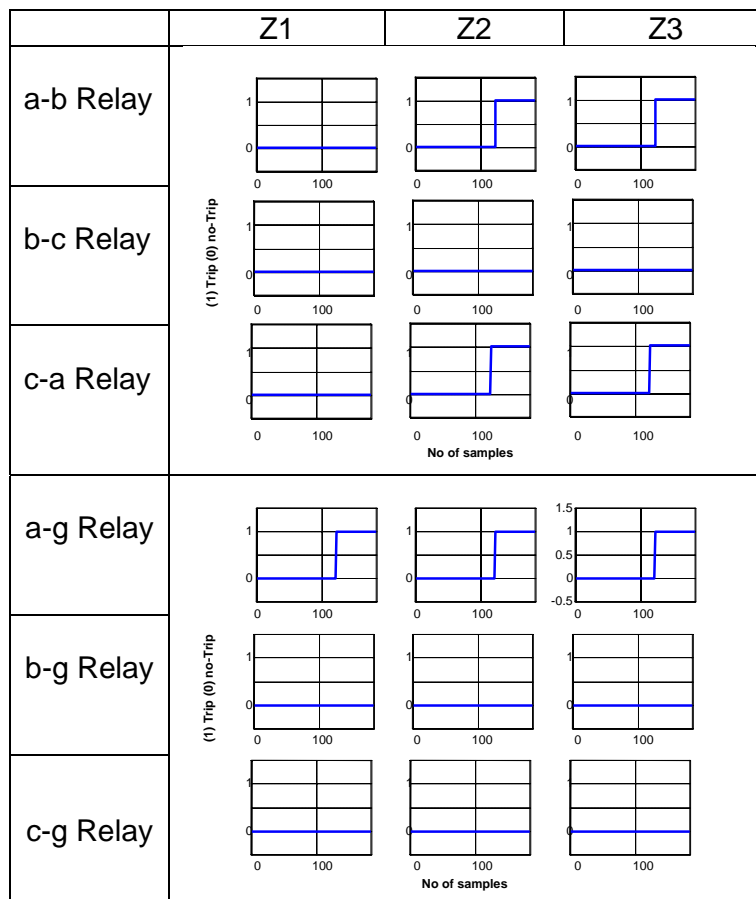 Z1 Z2 Z3
a-b Relay
1 1 1
0 0 0
0 100 0 100 0 100
b-c Relay
(1) Trip (0) no-Trip
1 1 1
0 0 0
0 100 0 100 0 100
c-a Relay
1 1 1
0 0 0
0 100 0 100 0 100
No of samples
a-g Relay
1 1 1.5
1
0.5
0 0 0
-0.5
0 100 0 100 0 100
b-g Relay
(1) Trip (0) no-Trip
1 1 1
0 0 0
0 100 0 100 0 100
c-g Relay
1 1 1
0 0 0
0 100 0 100 0 100
No of samples